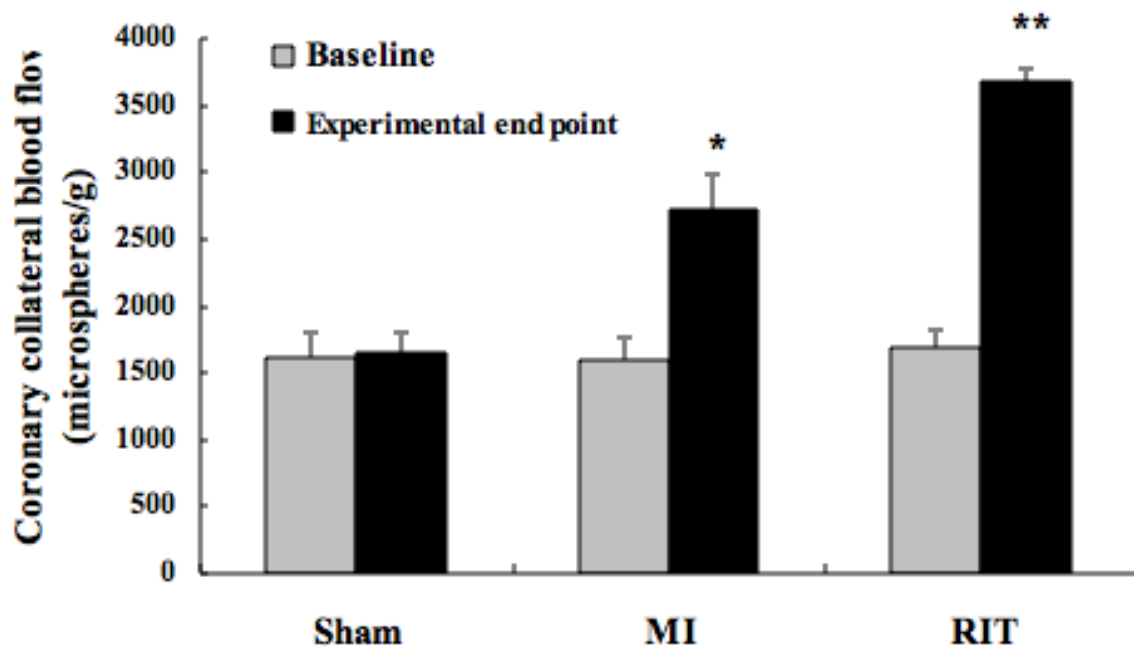 Coronary collateral blood flow
(microspheres/g)
4000
3500
3000
2500
2000
1500
1000
500
0
Baseline
Experimental end point
*
**
Sham
MI
RIT